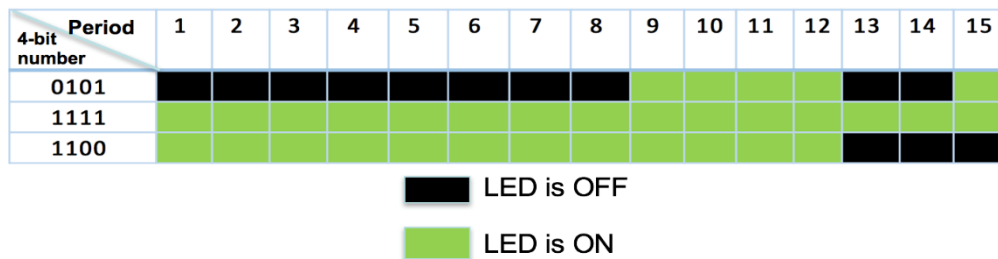 Period 1 2 3 4 5 6 7 8 9 10 11 12 13 14 15
4-bit
number
0101
1111
1100
LED is OFF
LED is ON